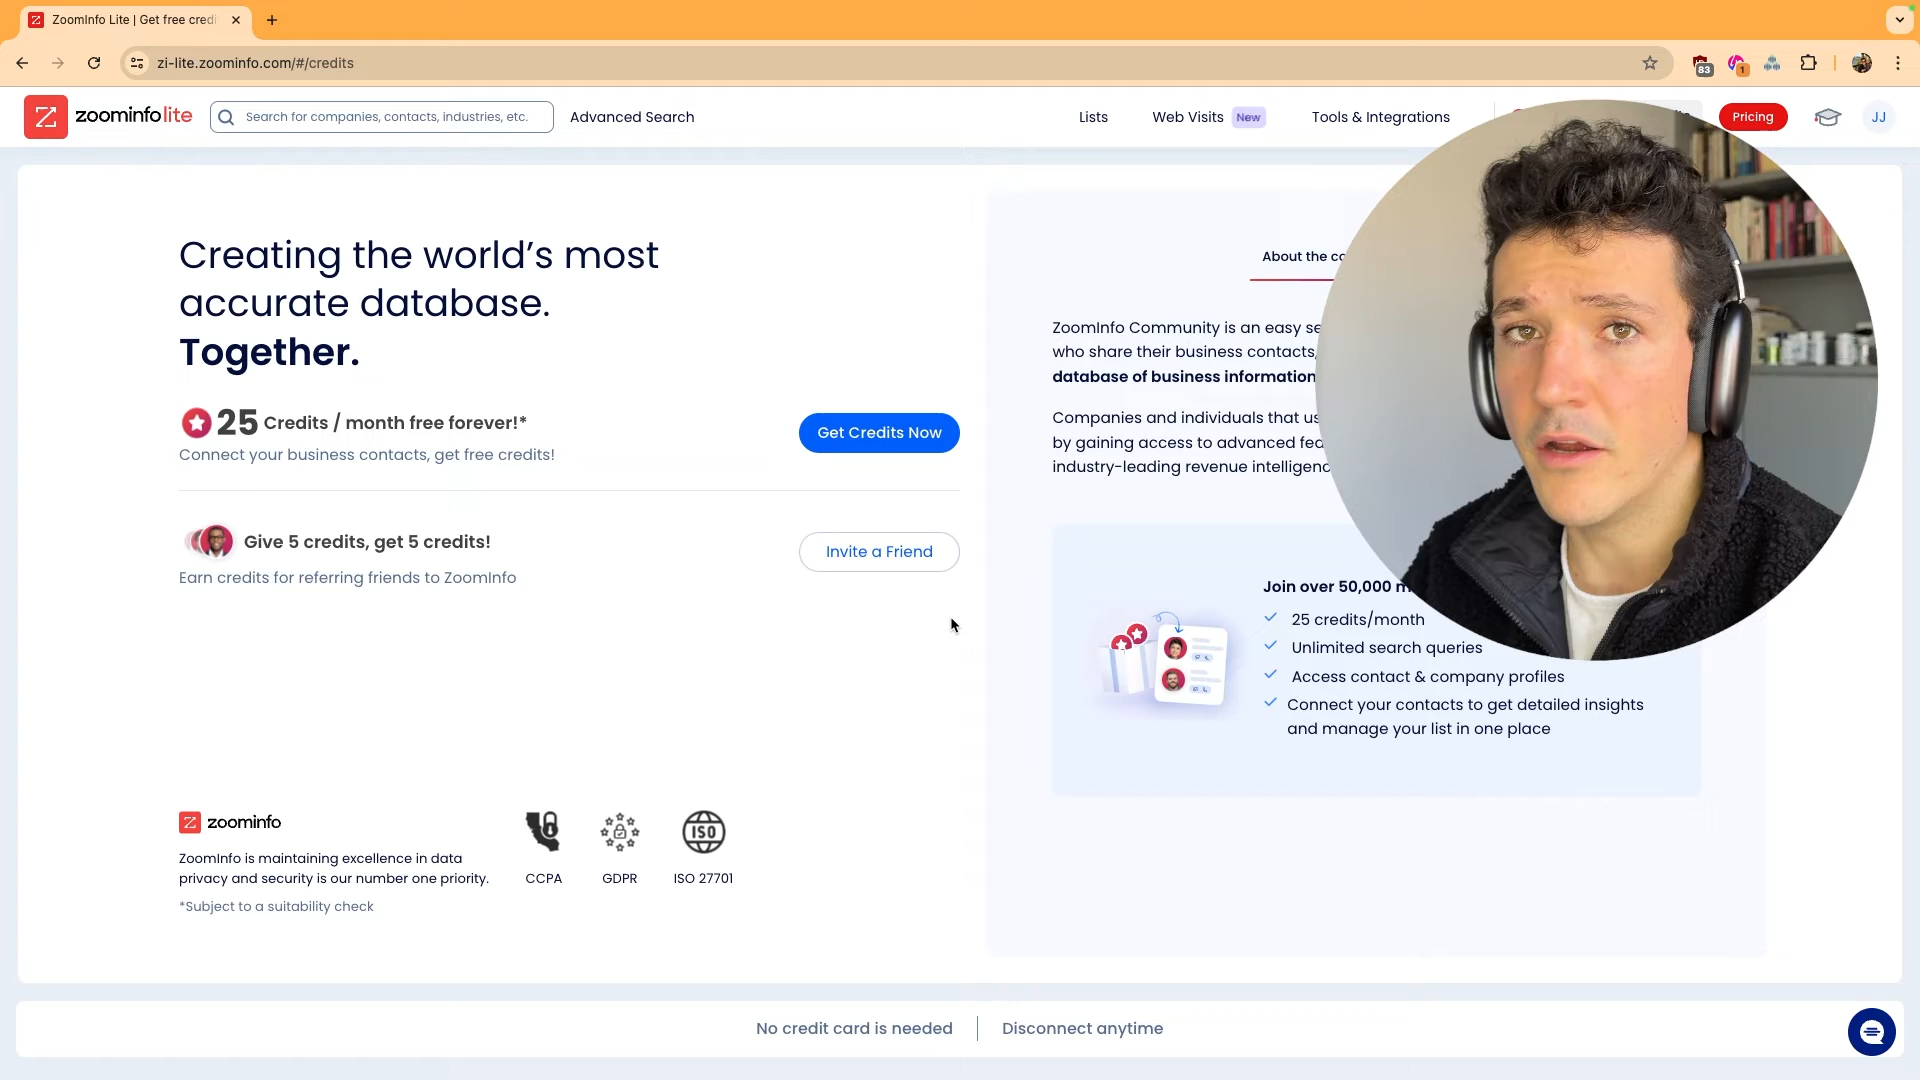 ZoomInfo Lite | Get free credi
zi-lite.zoominfo.com/#/credits
83
1
zoominfolite
Search for companies, contacts, industries, etc.
Advanced Search
Lists
Web Visits
New
Tools & Integrations
Pricing
JJ
Creating the world's most
accurate database.
Together.
25 Credits / month free forever!*
Connect your business contacts, get free credits!
Get Credits Now
Give 5 credits, get 5 credits!
Earn credits for referring friends to ZoomInfo
Invite a Friend
zoominfo
ZoomInfo is maintaining excellence in data
privacy and security is our number one priority.
*Subject to a suitability check
ISO
CCPA
GDPR
ISO 27701
About the
ZoomInfo Community is an easy
who share their business contacts,
database of business information
Companies and individuals that
by gaining access to advanced
industry-leading revenue
Join over 50,000
25 credits/month
Unlimited search queries
Access contact & company profiles
Connect your contacts to get detailed insights
and manage your list in one place
No credit card is needed
Disconnect anytime